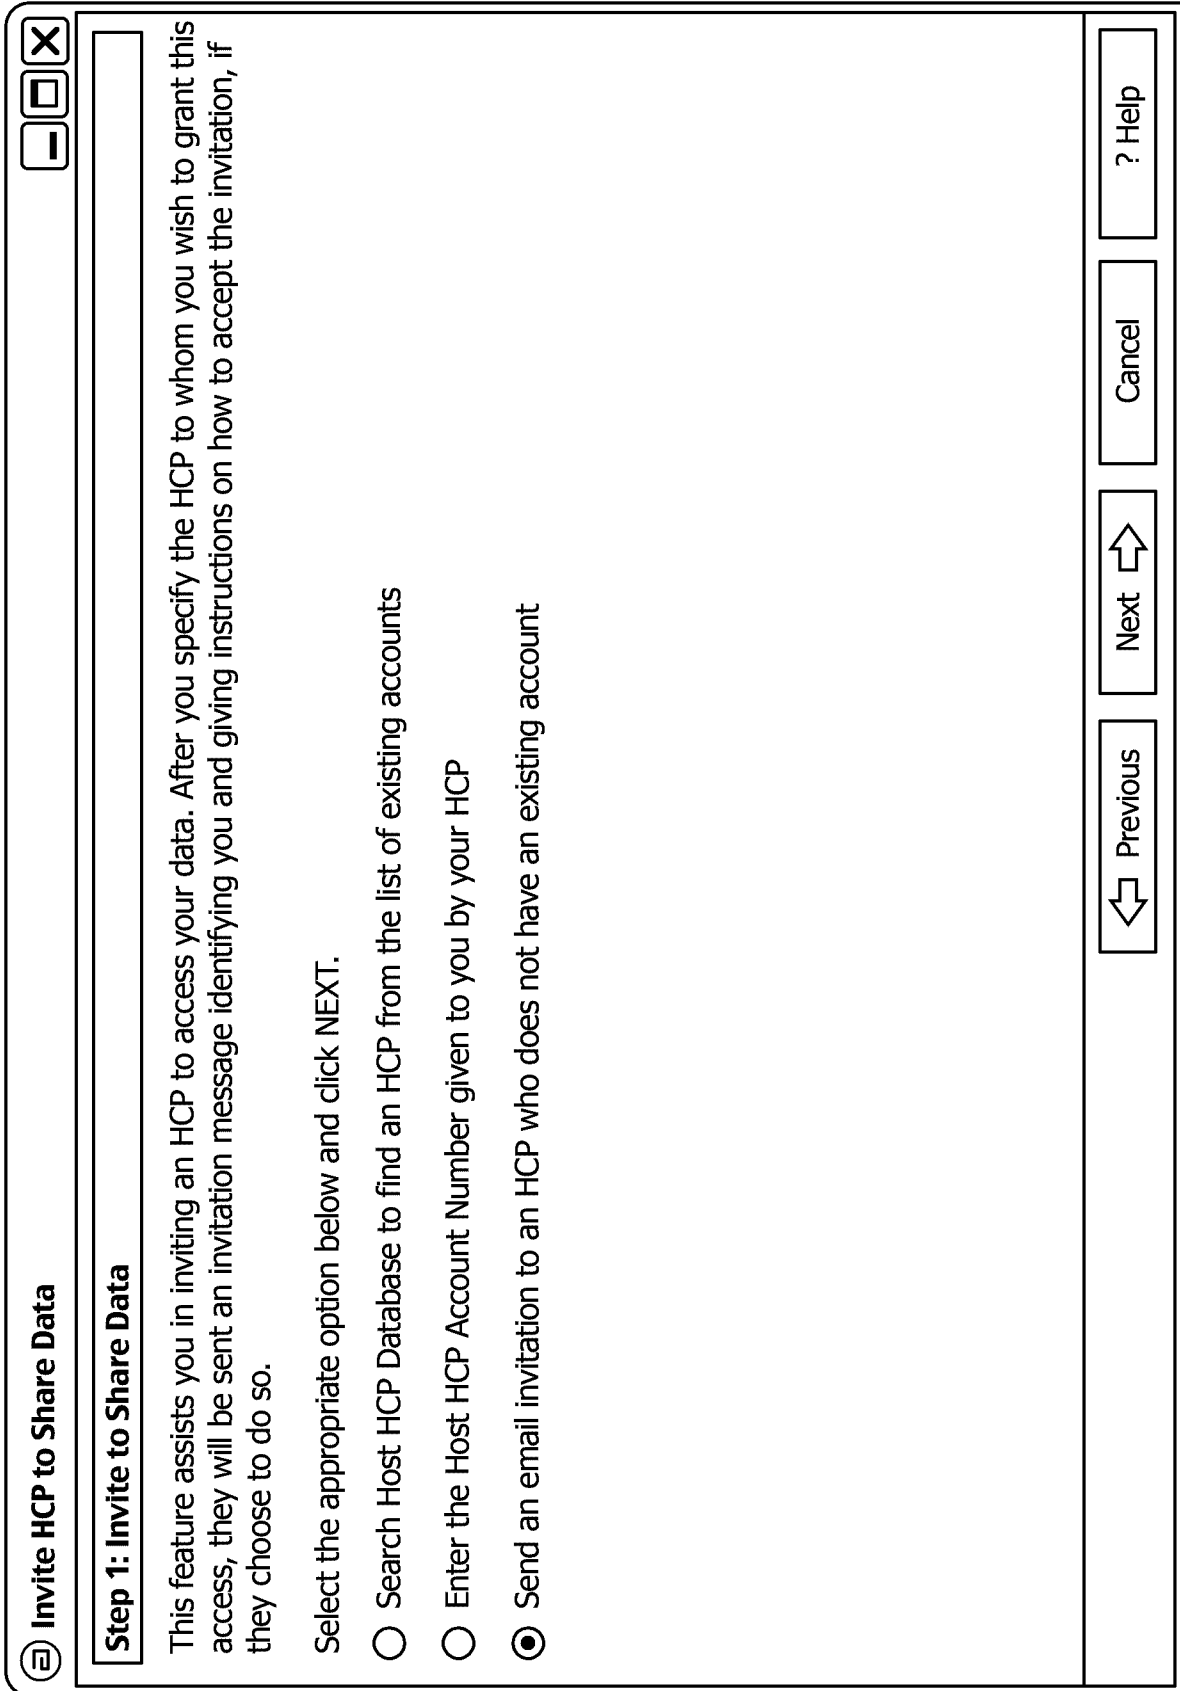 Invite HCP to Share Data
Step 1: Invite to Share Data
This feature assists you in inviting an HCP to access your data. After you specify the HCP to whom you wish to grant this
access, they will be sent an invitation message identifying you and giving instructions on how to accept the invitation, if
they choose to do so.
Select the appropriate option below and click NEXT.
Search Host HCP Database to find an HCP from the list of existing accounts
Enter the Host HCP Account Number given to you by your HCP
Send an email invitation to an HCP who does not have an existing account
Previous
Next
Cancel
? Help